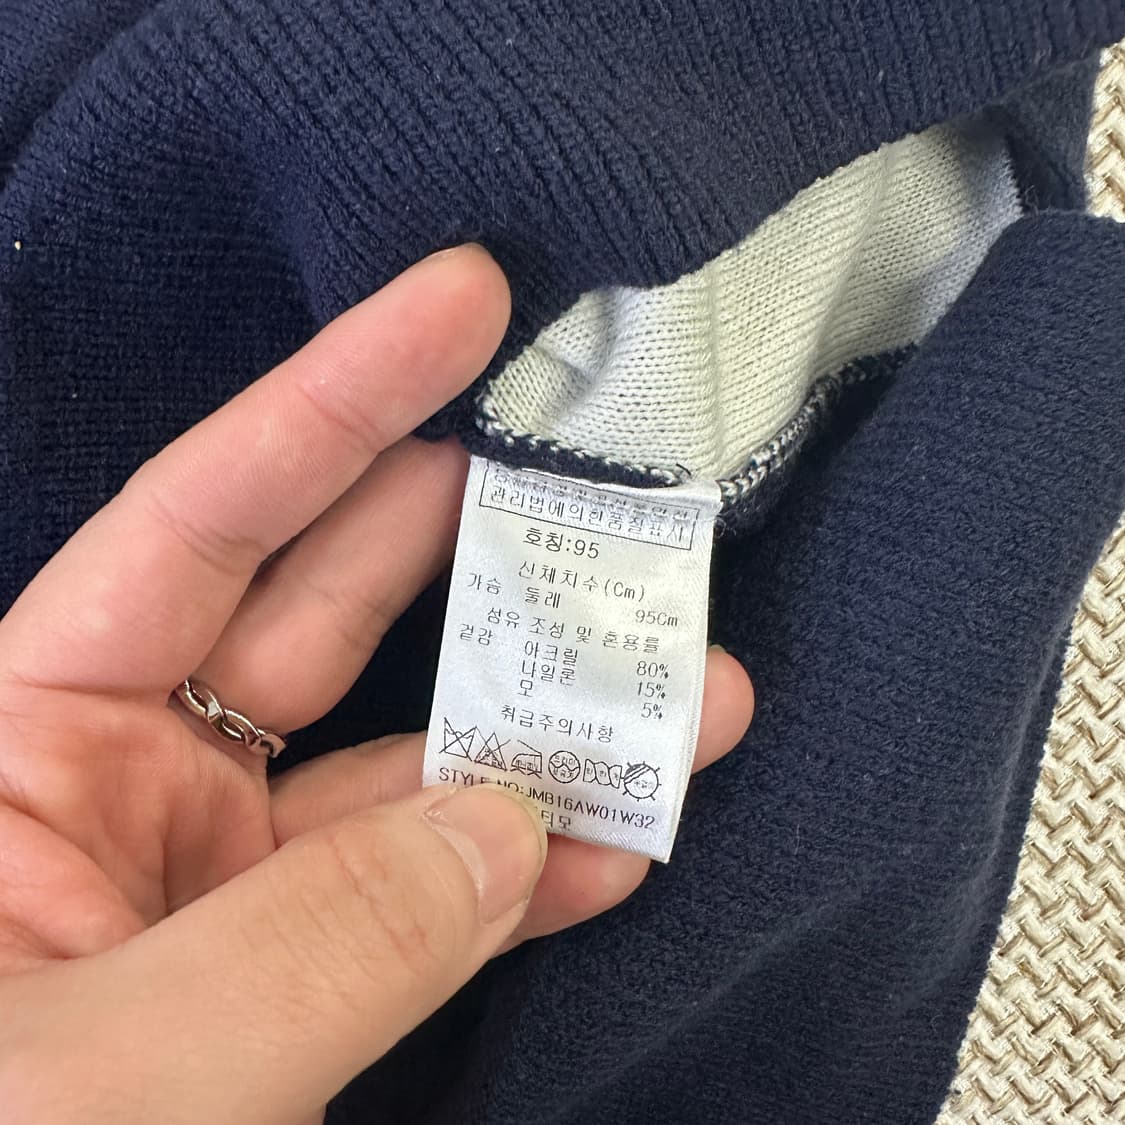 관리법에의한품질표시
호칭:95
신체치수(Cm)
가슴 둘레 95Cm
섬유 조성 및 혼용률
겉감 아크릴 80%
나일론 15%
모 5%
취급주의사항
STYLE NO:JMB16AW01W32
티모